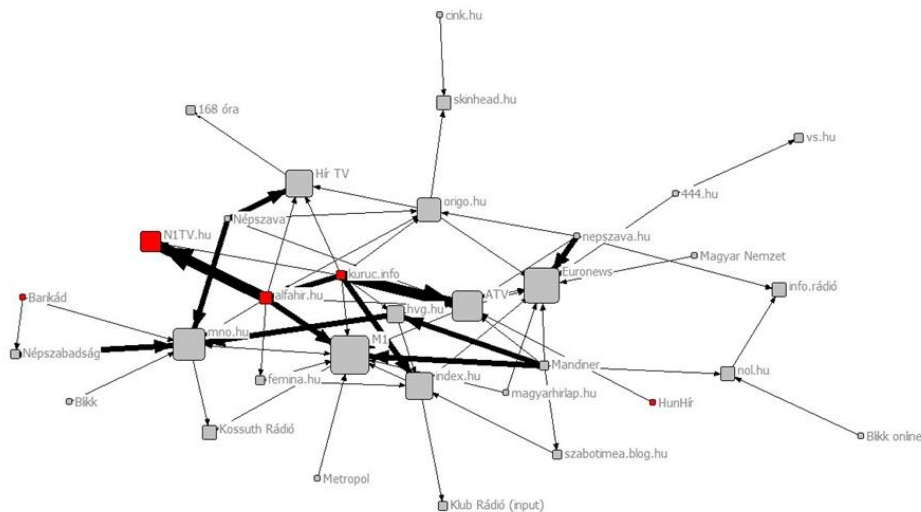 cink.hu
skinhead.hu
168 óra
vs.hu
Hír TV
444.hu
origo.hu
Népszava
N1TV.hu
nepszava.hu
Magyar Nemzet
Euronews
kuruc.info
info.rádió
Barikád
alfahir.hu
ATV
hvg.hu
mno.hu
M1
Népszabadság
Mandiner
index.hu
nol.hu
femina.hu
magyarhirlap.hu
Blikk
HunHír
Kossuth Rádió
Blikk online
szabotimea.blog.hu
Metropol
Klub Rádió (input)